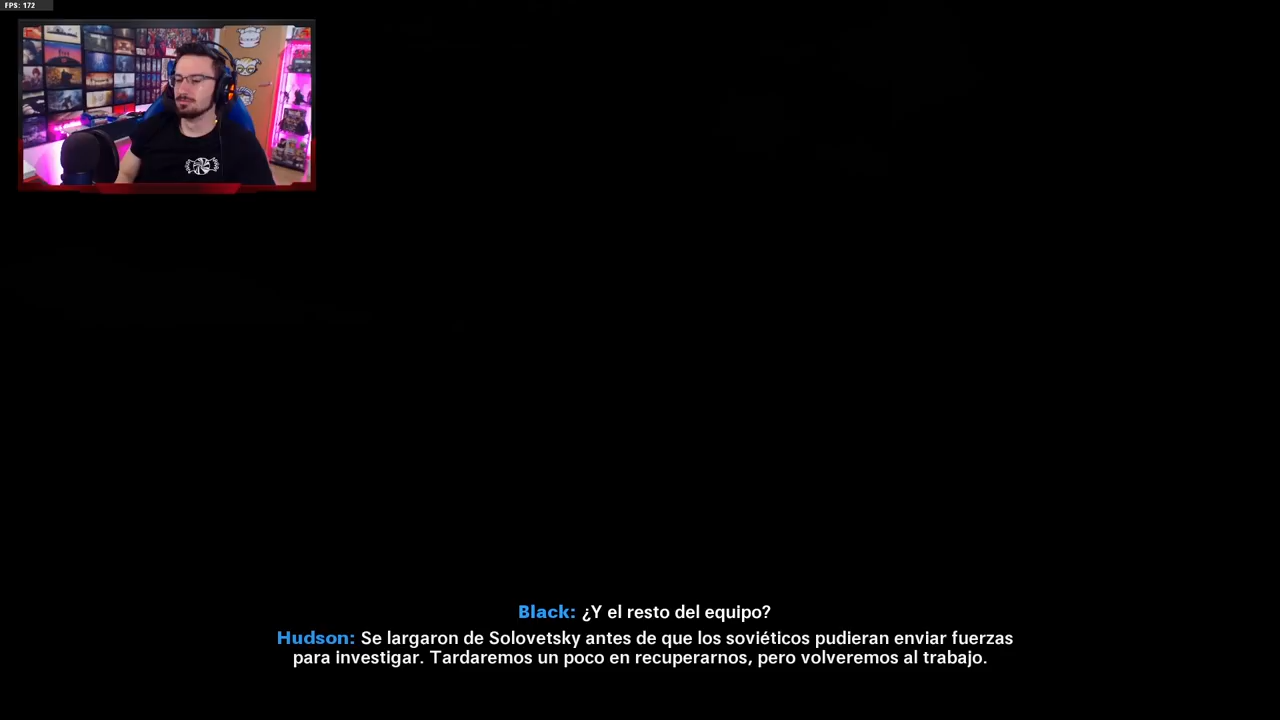 FPS: 172
Black: ¿Y el resto del equipo?
Hudson: Se largaron de Solovetsky antes de que los soviéticos pudieran enviar fuerzas
para investigar. Tardaremos un poco en recuperarnos, pero volveremos al trabajo.